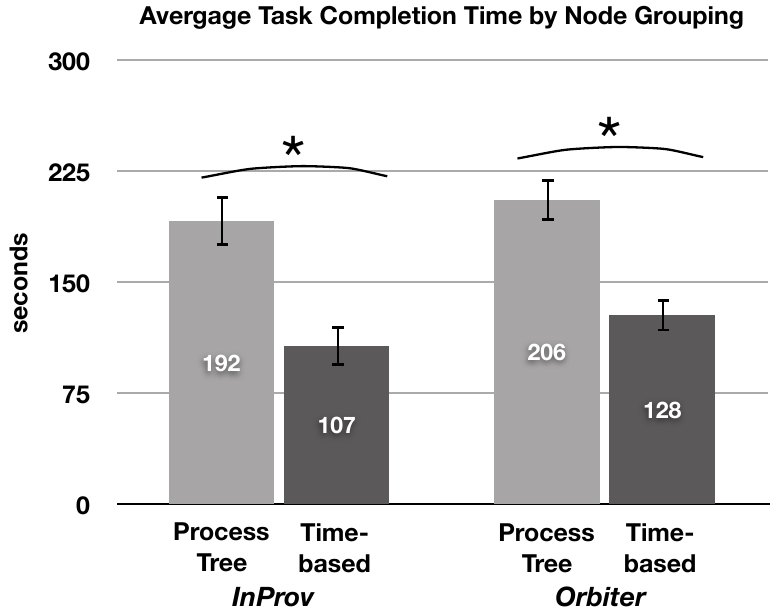 Avergage Task Completion Time by Node Grouping
300
225
150
75
0
seconds
*
*
192
107
206
128
Process Tree
Time-based
Process Tree
Time-based
InProv
Orbiter